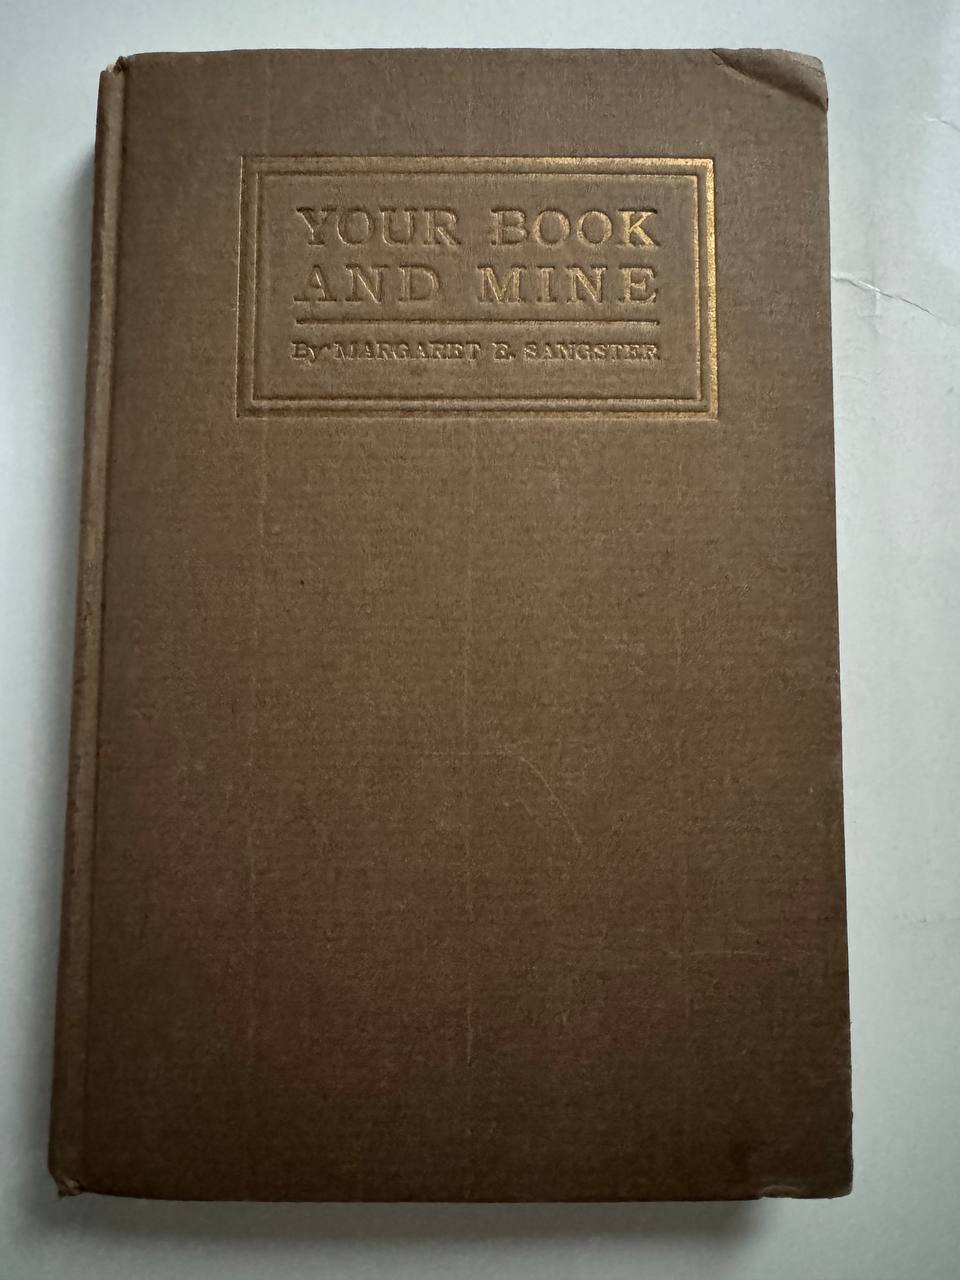 YOUR BOOK
AND MINE
By MARGARET E. SANGSTER